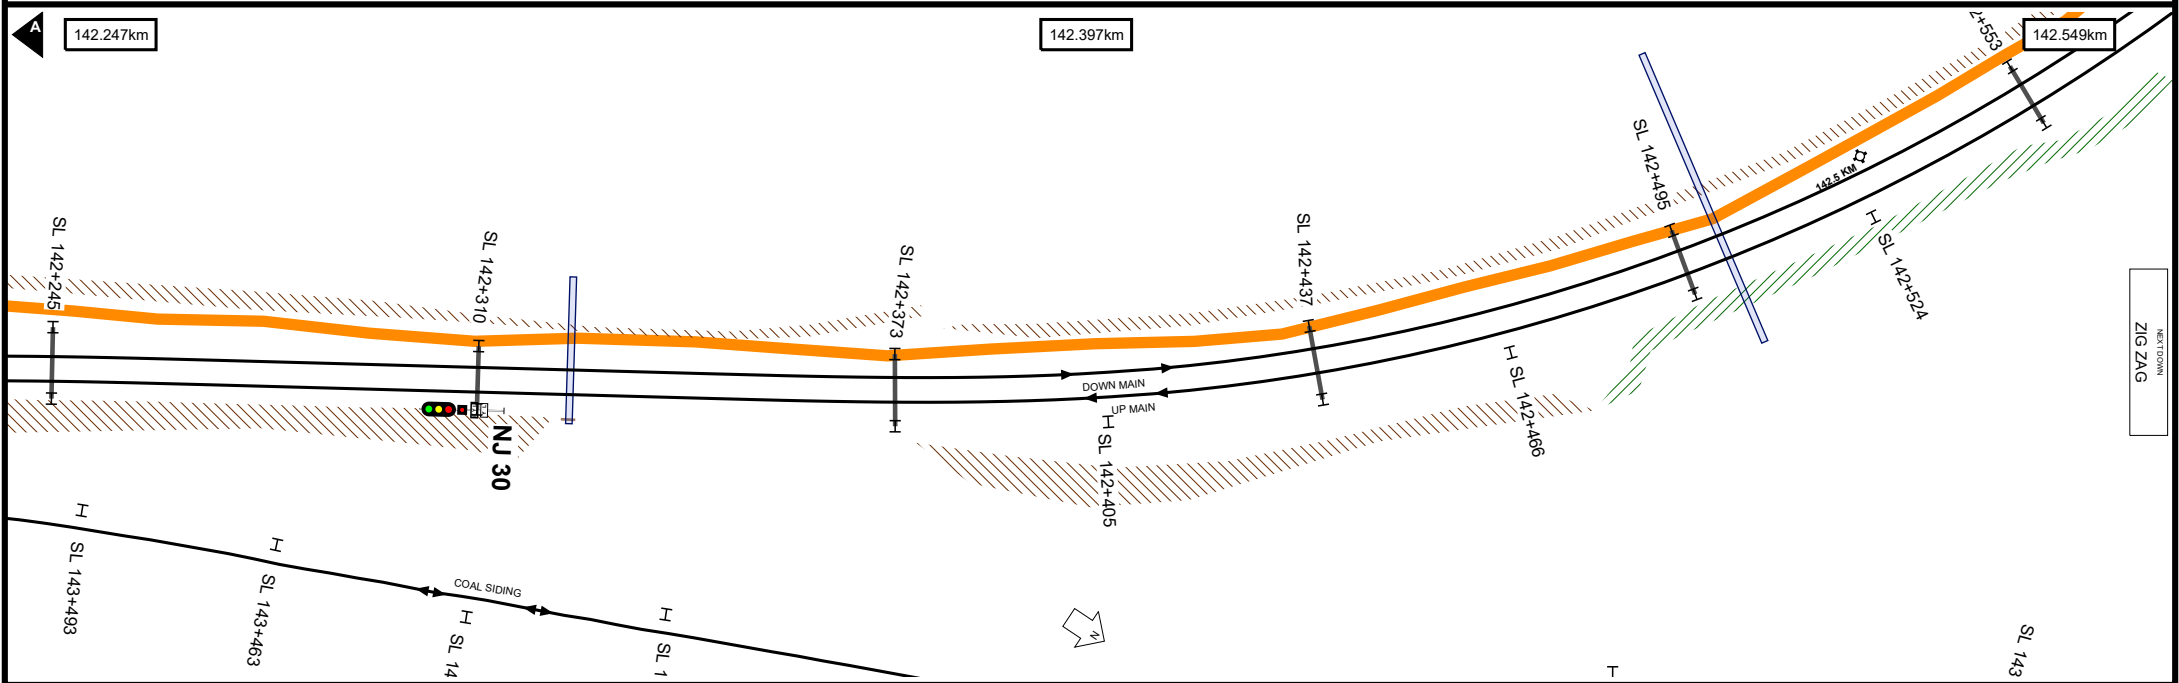 A
142.247km
142.397km
142.549km
2+553
SL 142+495
142.5 KM
SL 142+245
SL 142+310
SL 142+373
SL 142+437
SL 142+524
NEXT DOWN
ZIG ZAG
DOWN MAIN
UP MAIN
NJ 30
SL 142+405
SL 142+466
SL 143+493
SL 143+463
COAL SIDING
SL 14
SL 1
N
SL 143